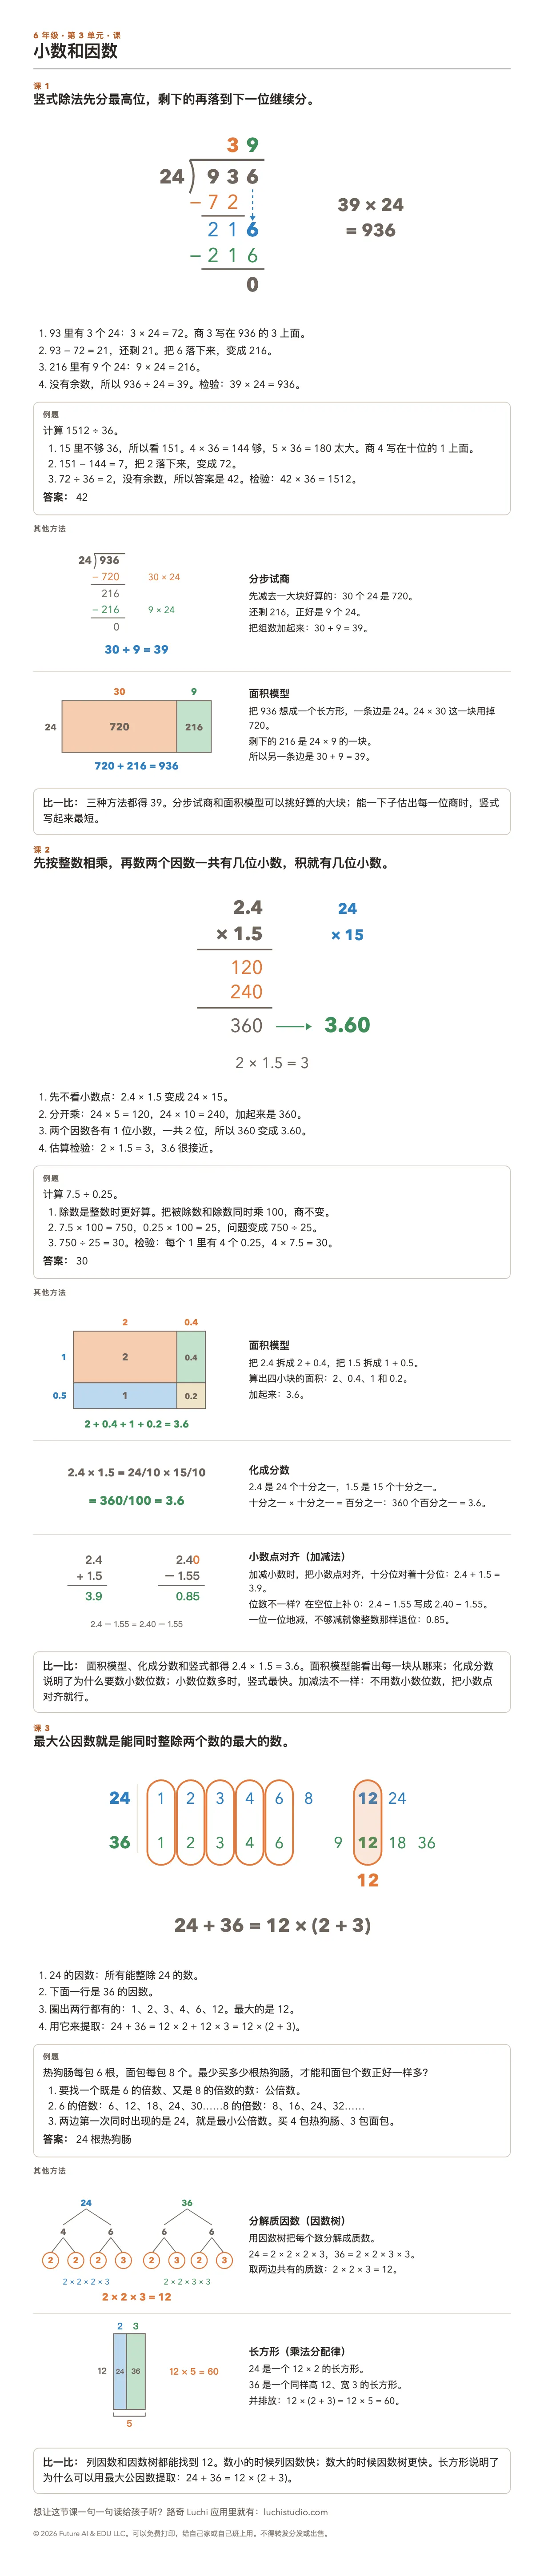 6 年级 · 第 3 单元 · 课
小数和因数
课 1
竖式除法先分最高位，剩下的再落到下一位继续分。
3 9
24 9 3 6
− 7 2
2 1 6
− 2 1 6
0
39 × 24
= 936
1. 93 里有 3 个 24：3 × 24 = 72。商 3 写在 936 的 3 上面。
2. 93 − 72 = 21，还剩 21。把 6 落下来，变成 216。
3. 216 里有 9 个 24：9 × 24 = 216。
4. 没有余数，所以 936 ÷ 24 = 39。检验：39 × 24 = 936。
例题
计算 1512 ÷ 36。
1. 15 里不够 36，所以看 151。4 × 36 = 144 够，5 × 36 = 180 太大。商 4 写在十位的 1 上面。
2. 151 − 144 = 7，把 2 落下来，变成 72。
3. 72 ÷ 36 = 2，没有余数，所以答案是 42。检验：42 × 36 = 1512。
答案： 42
其他方法
24 936
− 720 30 × 24
216
− 216 9 × 24
0
30 + 9 = 39
分步试商
先减去一大块好算的：30 个 24 是 720。
还剩 216，正好是 9 个 24。
把组数加起来：30 + 9 = 39。
30 9
24 720 216
720 + 216 = 936
面积模型
把 936 想成一个长方形，一条边是 24。24 × 30 这一块用掉
720。
剩下的 216 是 24 × 9 的一块。
所以另一条边是 30 + 9 = 39。
比一比： 三种方法都得 39。分步试商和面积模型可以挑好算的大块；能一下子估出每一位商时，竖式
写起来最短。
课 2
先按整数相乘，再数两个因数一共有几位小数，积就有几位小数。
2.4 24
× 1.5 × 15
120
240
360 3.60
2 × 1.5 = 3
1. 先不看小数点：2.4 × 1.5 变成 24 × 15。
2. 分开乘：24 × 5 = 120，24 × 10 = 240，加起来是 360。
3. 两个因数各有 1 位小数，一共 2 位，所以 360 变成 3.60。
4. 估算检验：2 × 1.5 = 3，3.6 很接近。
例题
计算 7.5 ÷ 0.25。
1. 除数是整数时更好算。把被除数和除数同时乘 100，商不变。
2. 7.5 × 100 = 750，0.25 × 100 = 25，问题变成 750 ÷ 25。
3. 750 ÷ 25 = 30。检验：每个 1 里有 4 个 0.25，4 × 7.5 = 30。
答案： 30
其他方法
2 0.4
1 2 0.4
0.5 1 0.2
2 + 0.4 + 1 + 0.2 = 3.6
面积模型
把 2.4 拆成 2 + 0.4，把 1.5 拆成 1 + 0.5。
算出四小块的面积：2、0.4、1 和 0.2。
加起来：3.6。
2.4 × 1.5 = 24/10 × 15/10
= 360/100 = 3.6
化成分数
2.4 是 24 个十分之一，1.5 是 15 个十分之一。
十分之一 × 十分之一 = 百分之一：360 个百分之一 = 3.6。
2.4 2.40
+ 1.5 − 1.55
3.9 0.85
2.4 − 1.55 = 2.40 − 1.55
小数点对齐（加减法）
加减小数时，把小数点对齐，十分位对着十分位：2.4 + 1.5 =
3.9。
位数不一样？在空位上补 0：2.4 − 1.55 写成 2.40 − 1.55。
一位一位地减，不够减就像整数那样退位：0.85。
比一比： 面积模型、化成分数和竖式都得 2.4 × 1.5 = 3.6。面积模型能看出每一块从哪来；化成分数
说明了为什么要数小数位数；小数位数多时，竖式最快。加减法不一样：不用数小数位数，把小数点
对齐就行。
课 3
最大公因数就是能同时整除两个数的最大的数。
24 1 2 3 4 6 8 12 24
36 1 2 3 4 6 9 12 18 36
12
24 + 36 = 12 × (2 + 3)
1. 24 的因数：所有能整除 24 的数。
2. 下面一行是 36 的因数。
3. 圈出两行都有的：1、2、3、4、6、12。最大的是 12。
4. 用它来提取：24 + 36 = 12 × 2 + 12 × 3 = 12 × (2 + 3)。
例题
热狗肠每包 6 根，面包每包 8 个。最少买多少根热狗肠，才能和面包个数正好一样多？
1. 要找一个既是 6 的倍数、又是 8 的倍数的数：公倍数。
2. 6 的倍数：6、12、18、24、30……8 的倍数：8、16、24、32……
3. 两边第一次同时出现的是 24，就是最小公倍数。买 4 包热狗肠、3 包面包。
答案： 24 根热狗肠
其他方法
24 36
4 6 6 6
2 2 2 3 2 3 2 3
2 × 2 × 2 × 3 2 × 2 × 3 × 3
2 × 2 × 3 = 12
分解质因数（因数树）
用因数树把每个数分解成质数。
24 = 2 × 2 × 2 × 3，36 = 2 × 2 × 3 × 3。
取两边共有的质数：2 × 2 × 3 = 12。
2 3
12 24 36 12 × 5 = 60
5
长方形（乘法分配律）
24 是一个 12 × 2 的长方形。
36 是一个同样高 12、宽 3 的长方形。
并排放：12 × (2 + 3) = 12 × 5 = 60。
比一比： 列因数和因数树都能找到 12。数小的时候列因数快；数大的时候因数树更快。长方形说明了
为什么可以用最大公因数提取：24 + 36 = 12 × (2 + 3)。
想让这节课一句一句读给孩子听？路奇 Luchi 应用里就有：luchistudio.com
© 2026 Future AI & EDU LLC。可以免费打印，给自己家或自己班上用。不得转发分发或出售。